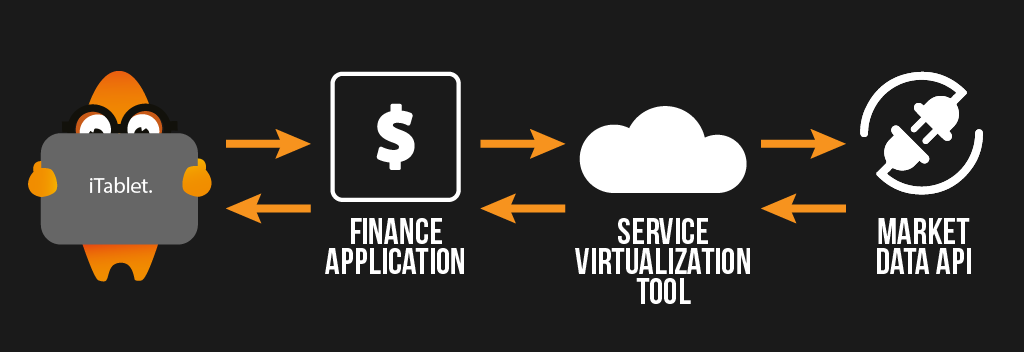 iTablet.
$
FINANCE
APPLICATION
SERVICE
VIRTUALIZATION
TOOL
MARKET
DATA API